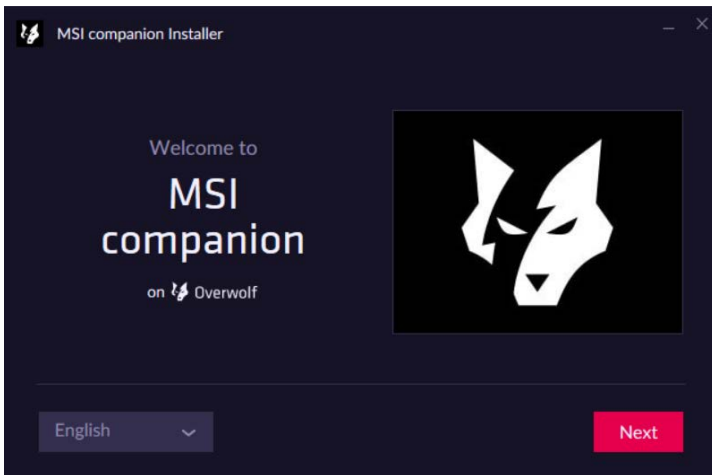 MSI companion Installer
Welcome to
MSI
companion
on Overwolf
English
Next